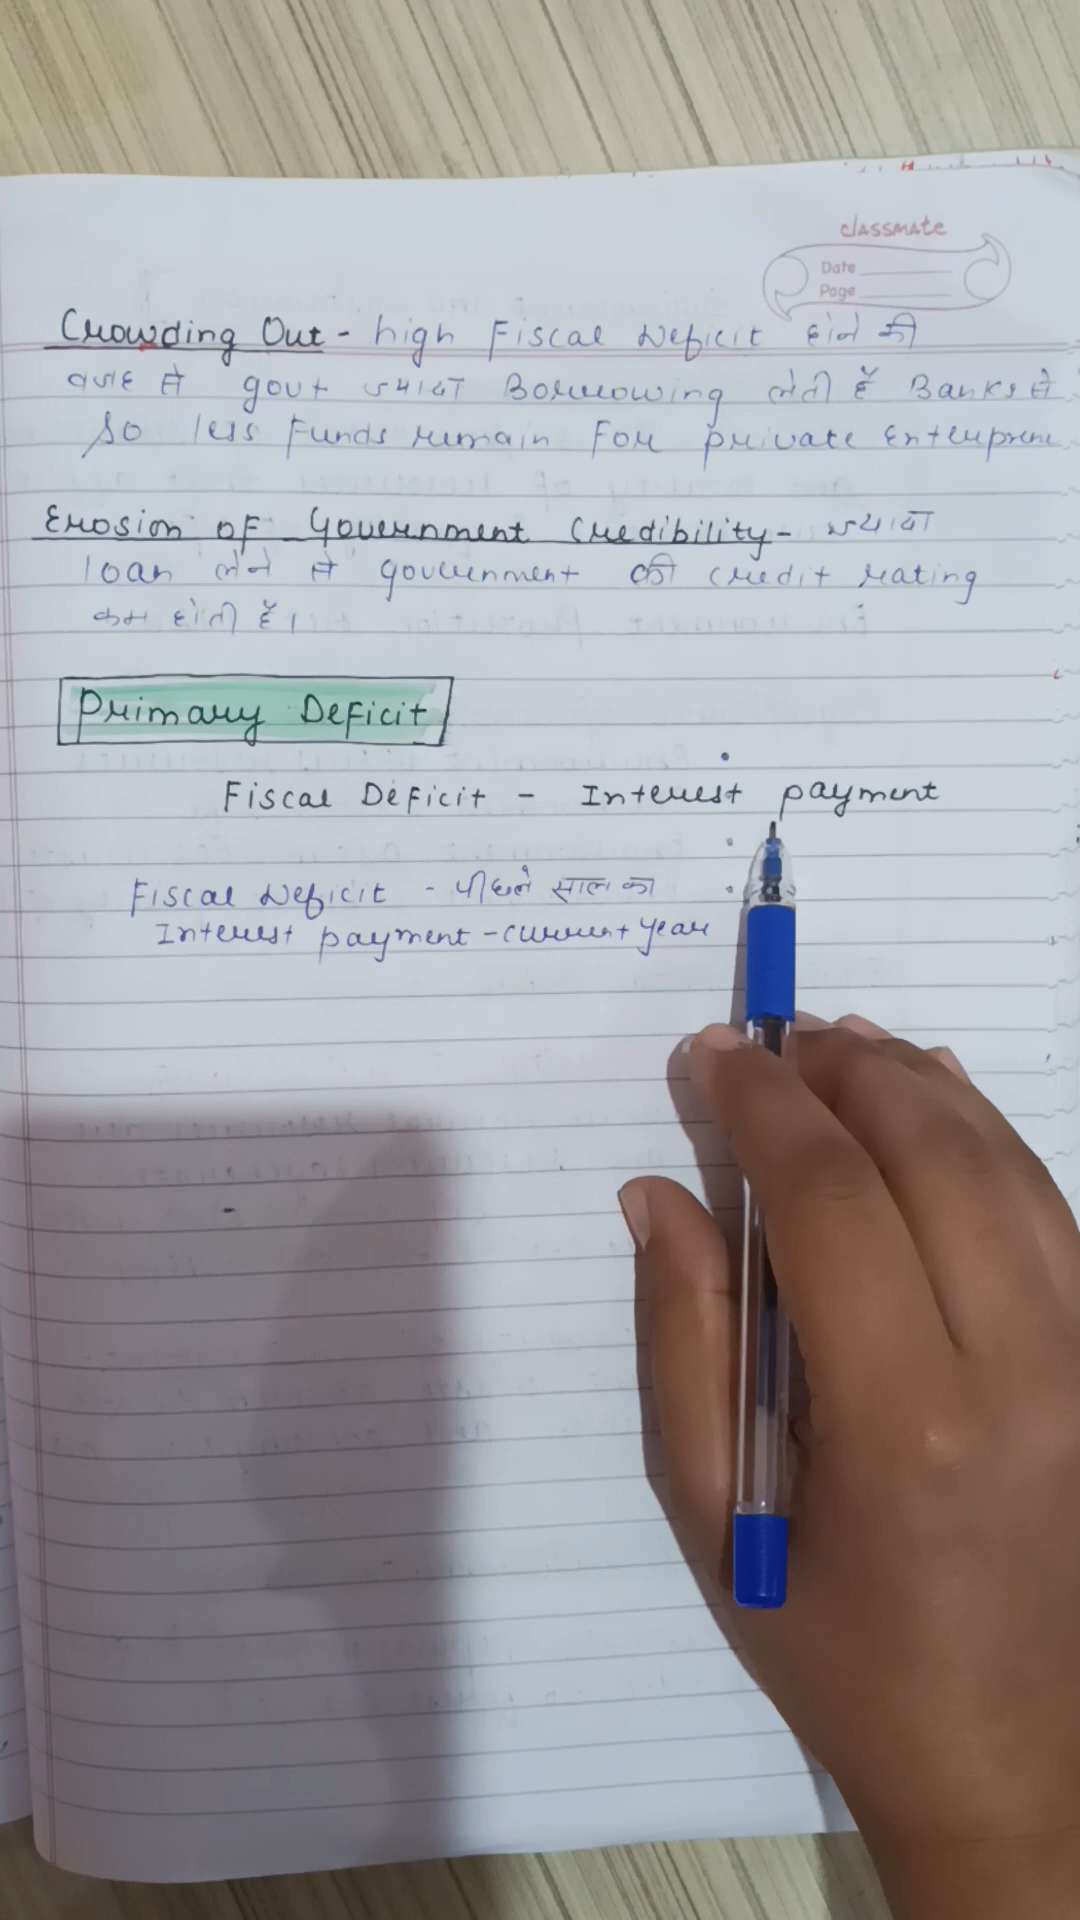 classmate
Date
Page
Crowding Out - high Fiscal Deficit होने की
वजह से govt ज्यादा Borrowing लेती हैं Banks से
So less Funds remain For private Enterprene
Erosion of Government Credibility - ज्यादा
loan लेने से government की credit rating
कम होती हैं।
Primary Deficit
Fiscal Deficit - Interest payment
Fiscal Deficit - पीछले साल का
Interest payment - current year